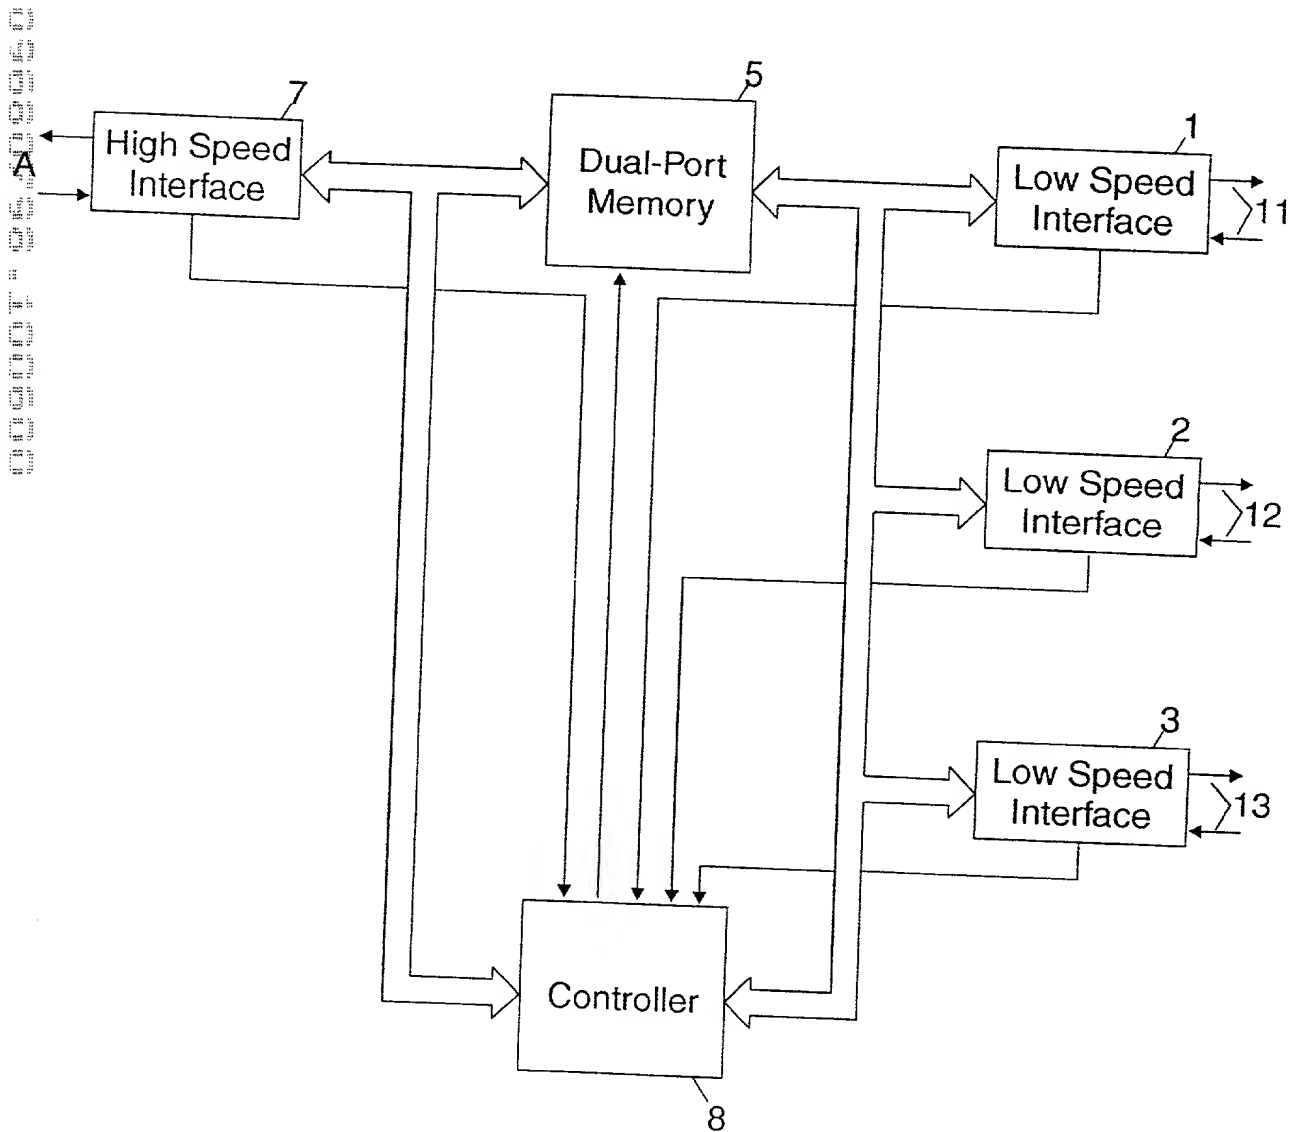 7
High Speed
Interface
A
5
Dual-Port
Memory
1
Low Speed
Interface
11
2
Low Speed
Interface
12
3
Low Speed
Interface
13
Controller
8